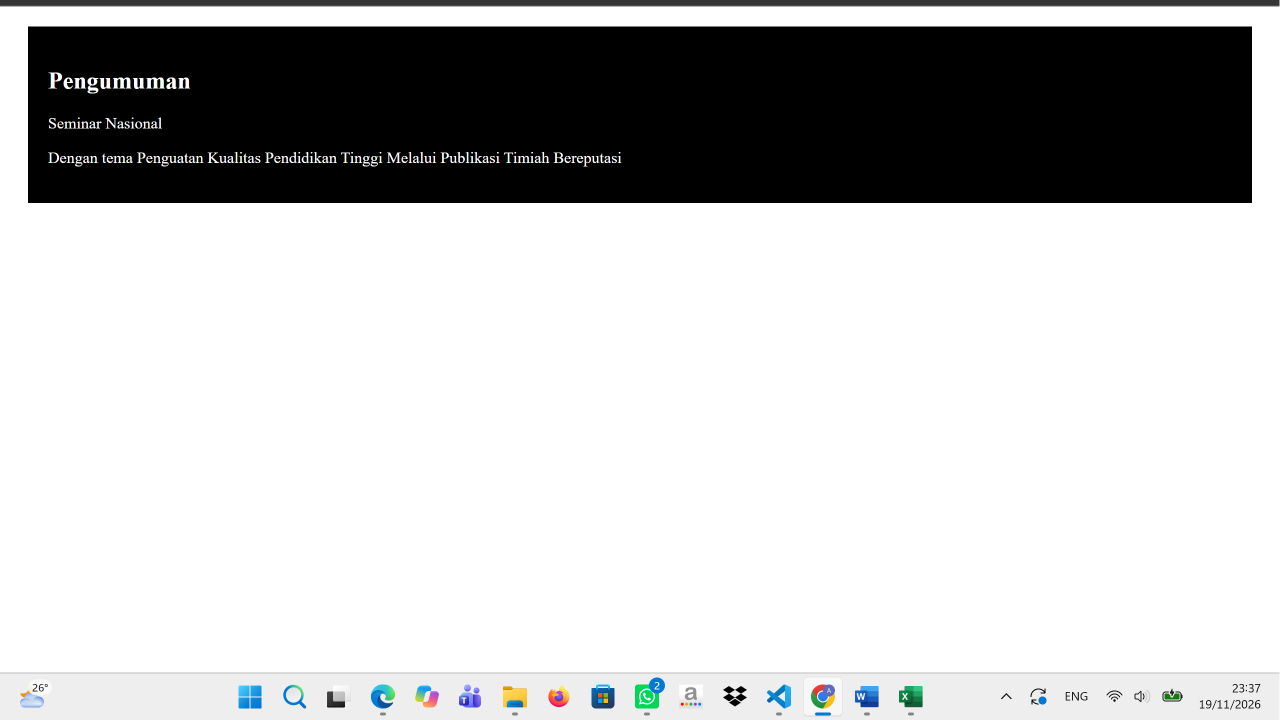 Pengumuman
Seminar Nasional
Dengan tema Penguatan Kualitas Pendidikan Tinggi Melalui Publikasi Timiah Bereputasi
26°
2
ENG
23:37
19/11/2026